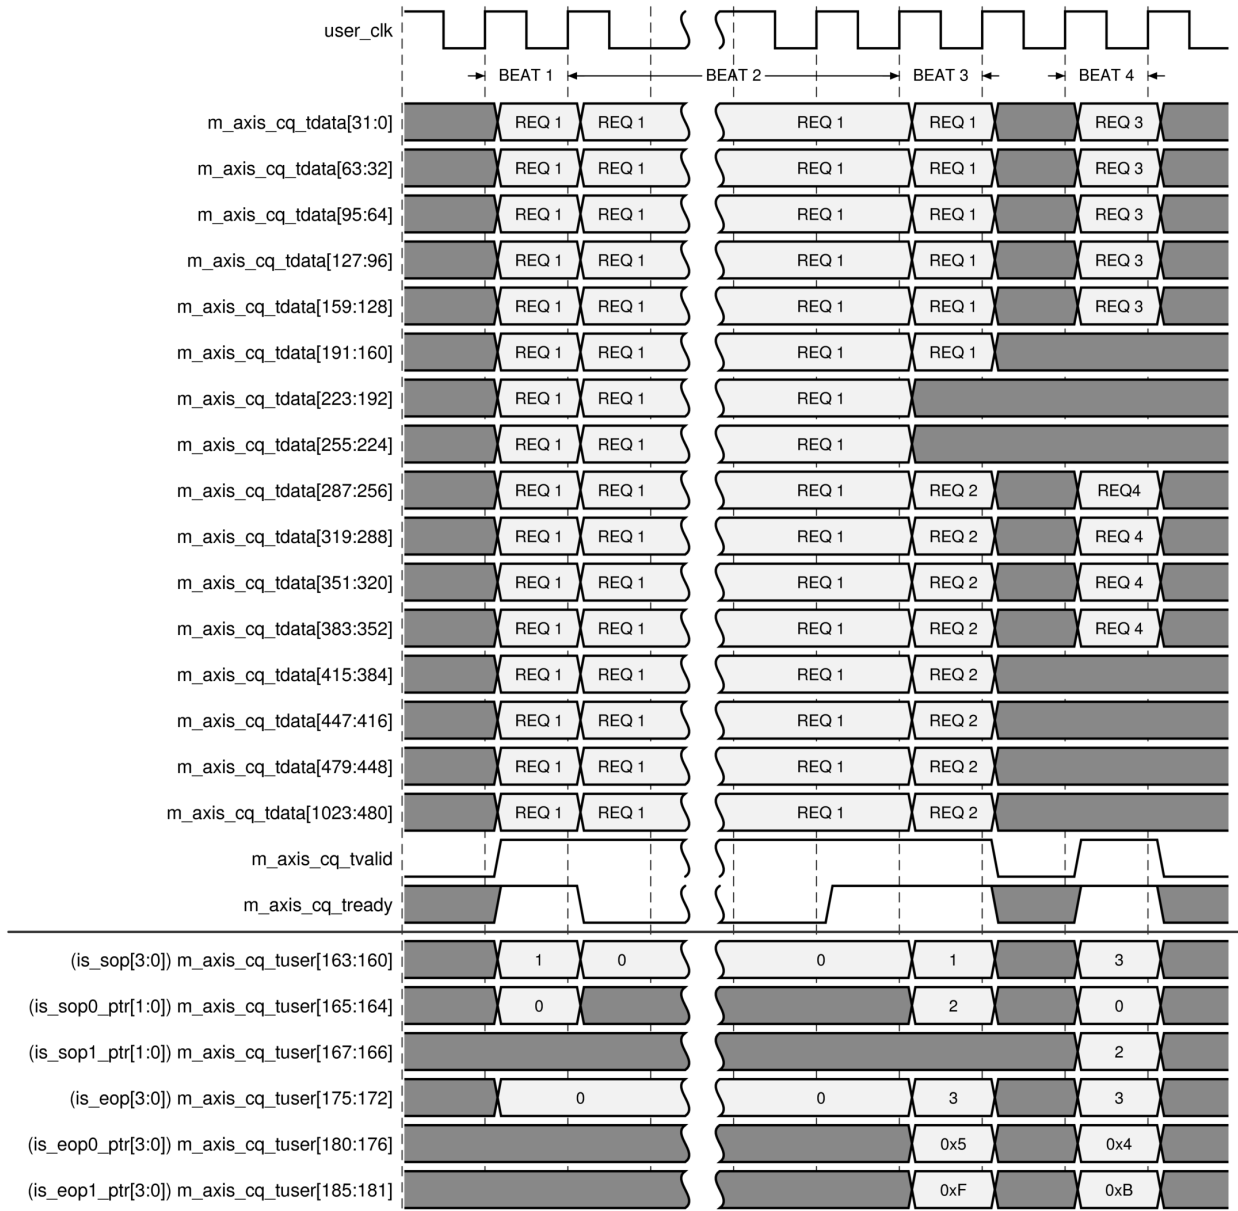 user_clk
BEAT 1 BEAT 2 BEAT 3 BEAT 4
m_axis_cq_tdata[31:0] REQ 1 REQ 1 REQ 1 REQ 1 REQ 3
m_axis_cq_tdata[63:32] REQ 1 REQ 1 REQ 1 REQ 1 REQ 3
m_axis_cq_tdata[95:64] REQ 1 REQ 1 REQ 1 REQ 1 REQ 3
m_axis_cq_tdata[127:96] REQ 1 REQ 1 REQ 1 REQ 1 REQ 3
m_axis_cq_tdata[159:128] REQ 1 REQ 1 REQ 1 REQ 1 REQ 3
m_axis_cq_tdata[191:160] REQ 1 REQ 1 REQ 1 REQ 1
m_axis_cq_tdata[223:192] REQ 1 REQ 1 REQ 1
m_axis_cq_tdata[255:224] REQ 1 REQ 1 REQ 1
m_axis_cq_tdata[287:256] REQ 1 REQ 1 REQ 1 REQ 2 REQ4
m_axis_cq_tdata[319:288] REQ 1 REQ 1 REQ 1 REQ 2 REQ 4
m_axis_cq_tdata[351:320] REQ 1 REQ 1 REQ 1 REQ 2 REQ 4
m_axis_cq_tdata[383:352] REQ 1 REQ 1 REQ 1 REQ 2 REQ 4
m_axis_cq_tdata[415:384] REQ 1 REQ 1 REQ 1 REQ 2
m_axis_cq_tdata[447:416] REQ 1 REQ 1 REQ 1 REQ 2
m_axis_cq_tdata[479:448] REQ 1 REQ 1 REQ 1 REQ 2
m_axis_cq_tdata[1023:480] REQ 1 REQ 1 REQ 1 REQ 2
m_axis_cq_tvalid
m_axis_cq_tready
(is_sop[3:0]) m_axis_cq_tuser[163:160] 1 0 0 1 3
(is_sop0_ptr[1:0]) m_axis_cq_tuser[165:164] 0 2 0
(is_sop1_ptr[1:0]) m_axis_cq_tuser[167:166] 2
(is_eop[3:0]) m_axis_cq_tuser[175:172] 0 0 3 3
(is_eop0_ptr[3:0]) m_axis_cq_tuser[180:176] 0x5 0x4
(is_eop1_ptr[3:0]) m_axis_cq_tuser[185:181] 0xF 0xB